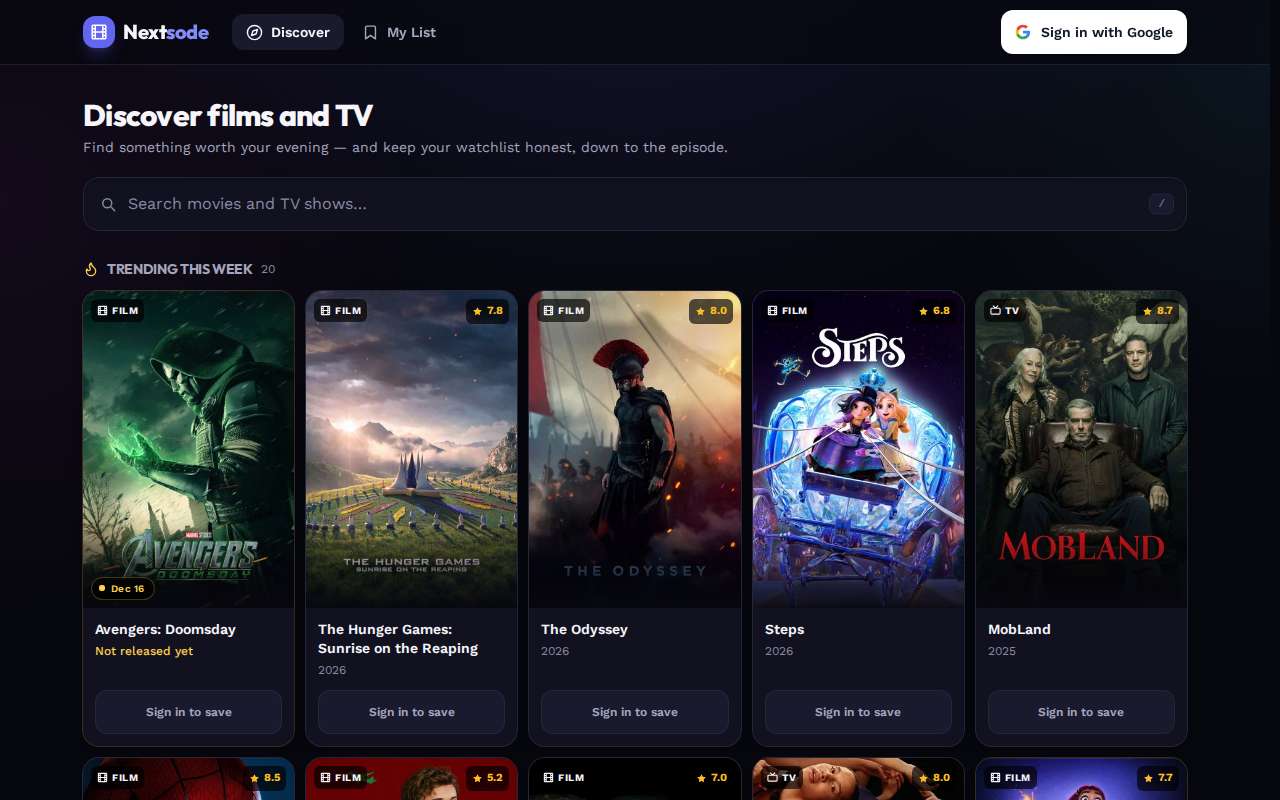 Nextsode
Discover
My List
Sign in with Google
Discover films and TV
Find something worth your evening — and keep your watchlist honest, down to the episode.
Search movies and TV shows...
/
TRENDING THIS WEEK 20
FILM
FILM 7.8
FILM 8.0
FILM 6.8
TV 8.7
STEPS
MARVEL STUDIOS
AVENGERS
DOOMSDAY
THE HUNGER GAMES
SUNRISE ON THE REAPING
THE ODYSSEY
MOBLAND
Dec 16
Avengers: Doomsday
Not released yet
Sign in to save
The Hunger Games:
Sunrise on the Reaping
2026
Sign in to save
The Odyssey
2026
Sign in to save
Steps
2026
Sign in to save
MobLand
2025
Sign in to save
FILM 8.5
FILM 5.2
FILM 7.0
TV 8.0
FILM 7.7